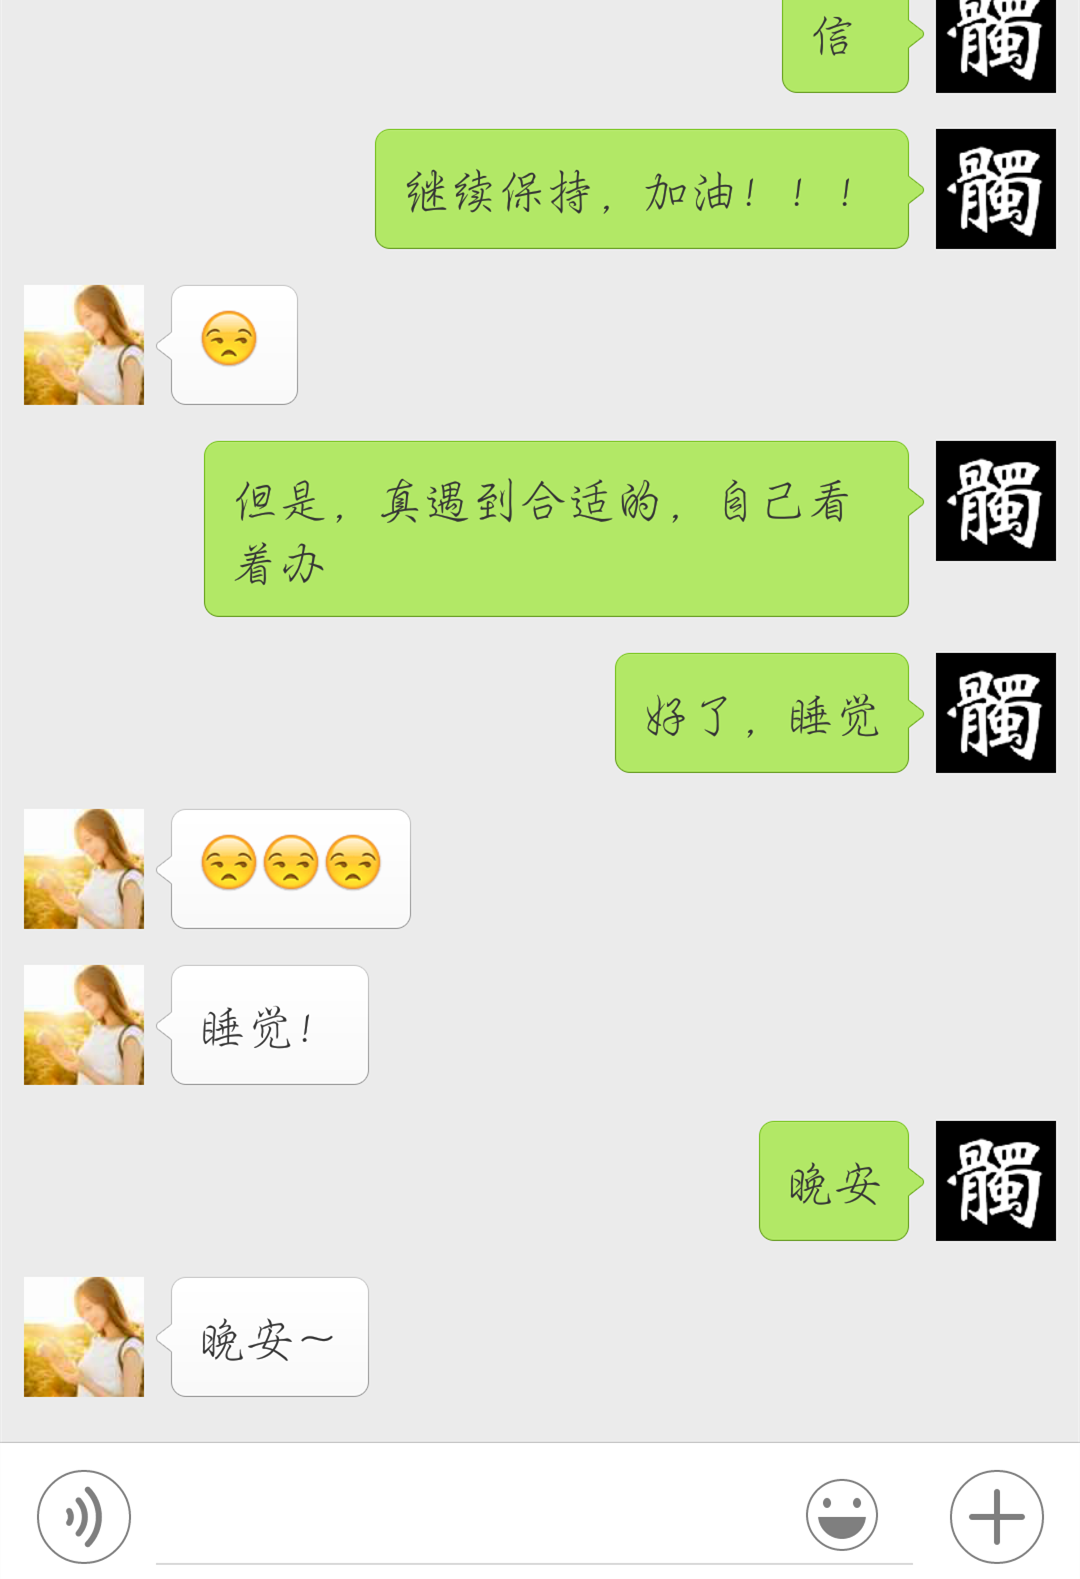 信
髑
继续保持，加油！！！
髑
😒
但是，真遇到合适的，自己看
着办
髑
好了，睡觉
髑
😒😒😒
睡觉！
晚安
髑
晚安～